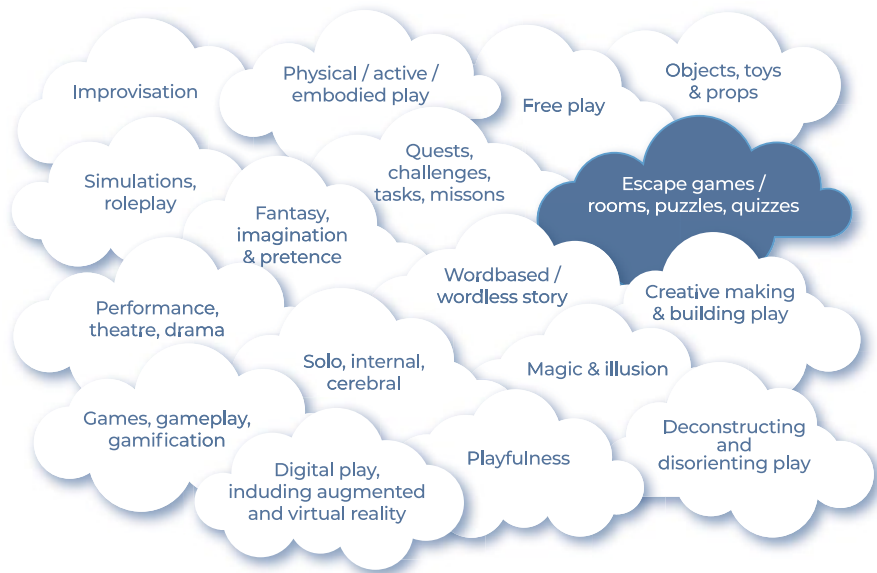 Improvisation
Physical / active /
embodied play
Free play
Objects, toys
& props
Simulations,
roleplay
Fantasy,
imagination
& pretence
Quests,
challenges,
tasks, missons
Escape games /
rooms, puzzles, quizzes
Performance,
theatre, drama
Wordbased /
wordless story
Creative making
& building play
Solo, internal,
cerebral
Magic & illusion
Games, gameplay,
gamification
Digital play,
including augmented
and virtual reality
Playfulness
Deconstructing
and
disorienting play